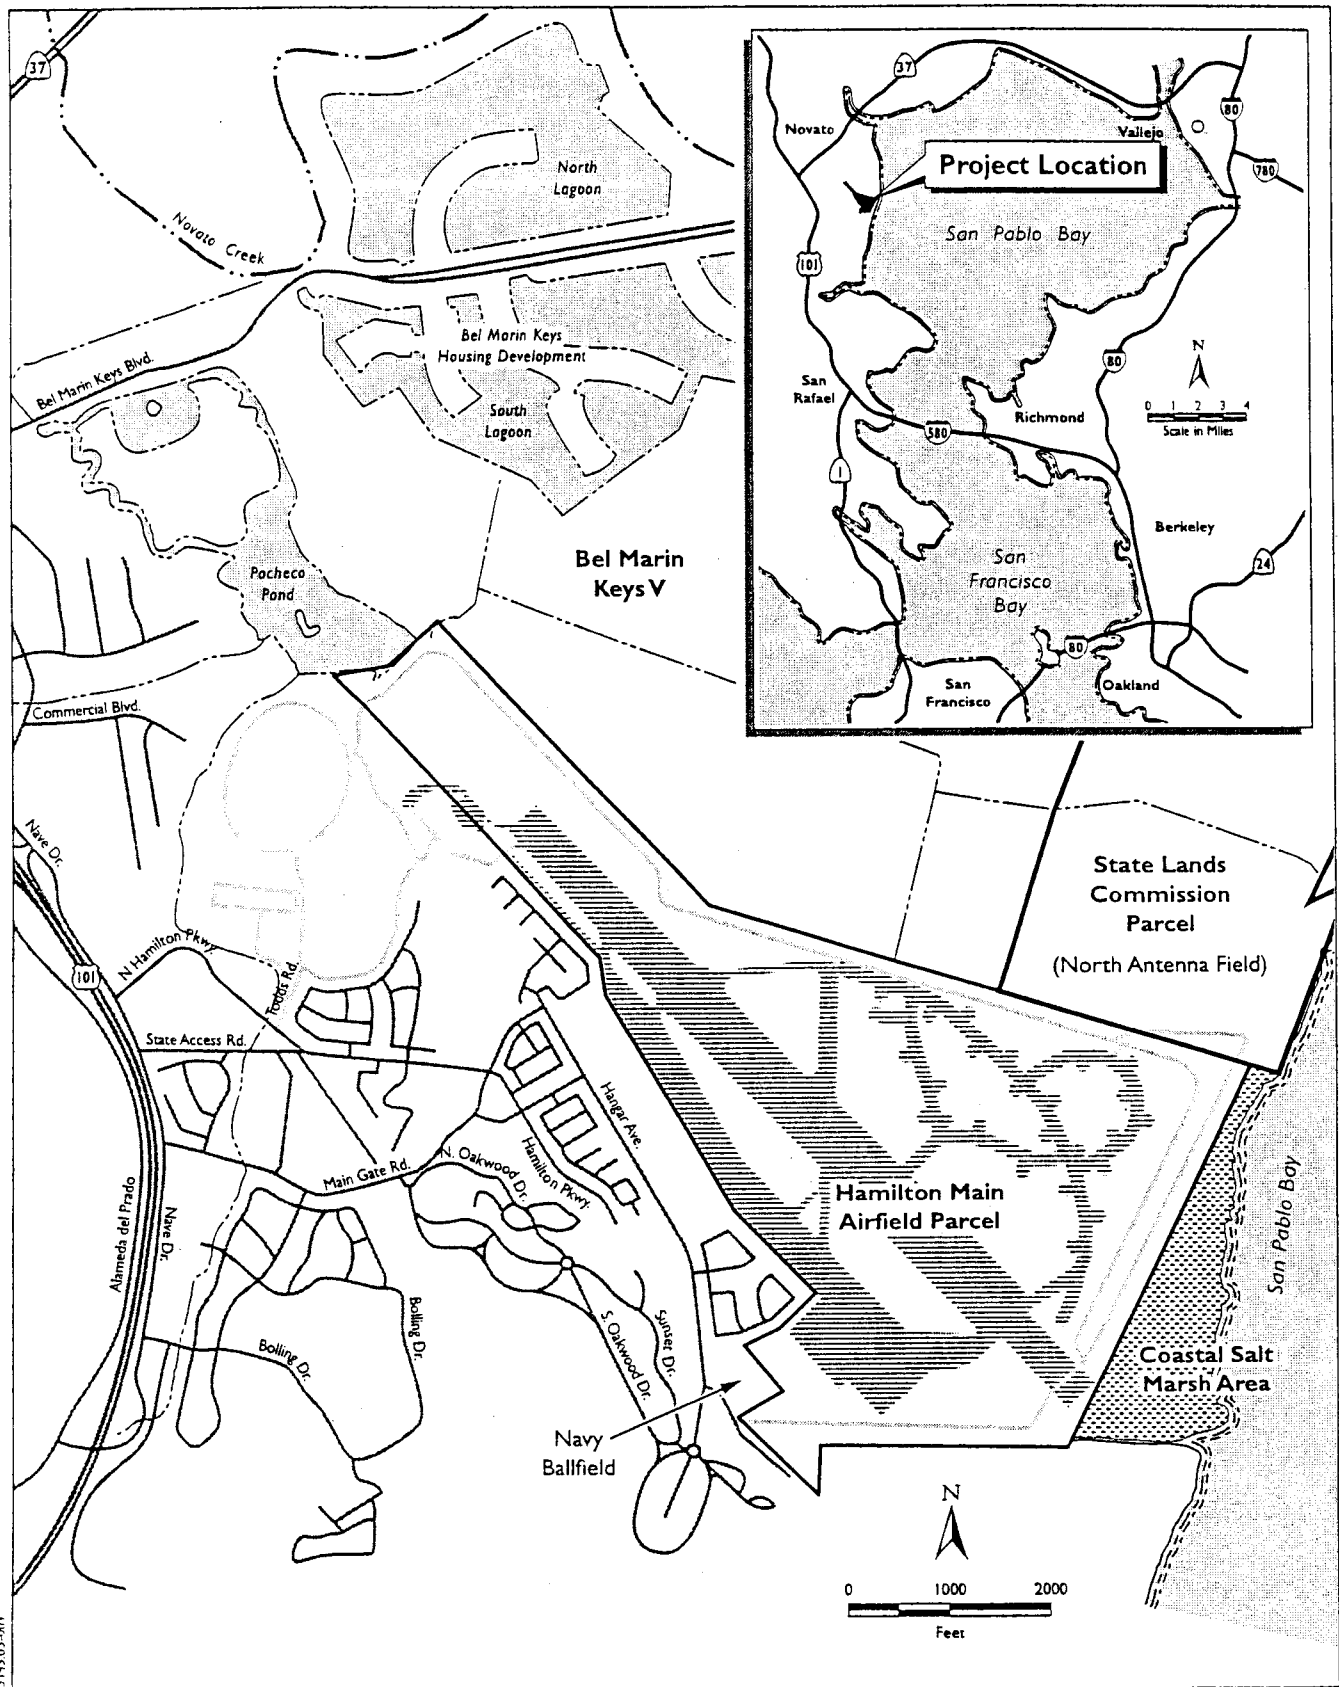 37
Novato Creek
North
Lagoon
Bel Marin Keys
Housing Development
Bel Marin Keys Blvd.
South
Lagoon
Pacheco
Pond
Bel Marin
Keys V
Commercial Blvd.
Nave Dr.
101
N Hamilton Pkwy.
Todds Rd.
State Access Rd.
Hangar Ave.
Hamilton Pkwy.
N. Oakwood Dr.
Main Gate Rd.
Alameda del Prado
Nave Dr.
Bolling Dr.
Bolling Dr.
S. Oakwood Dr.
Sunset Dr.
Navy
Ballfield
Hamilton Main
Airfield Parcel
State Lands
Commission
Parcel
(North Antenna Field)
San Pablo Bay
Coastal Salt
Marsh Area
N
0 1000 2000
Feet
37
Novato
Vallejo
80
780
Project Location
San Pablo Bay
101
80
N
San
Rafael
Richmond
0 1 2 3 4
Scale in Miles
580
1
Berkeley
San
Francisco
Bay
24
80
San
Francisco
Oakland